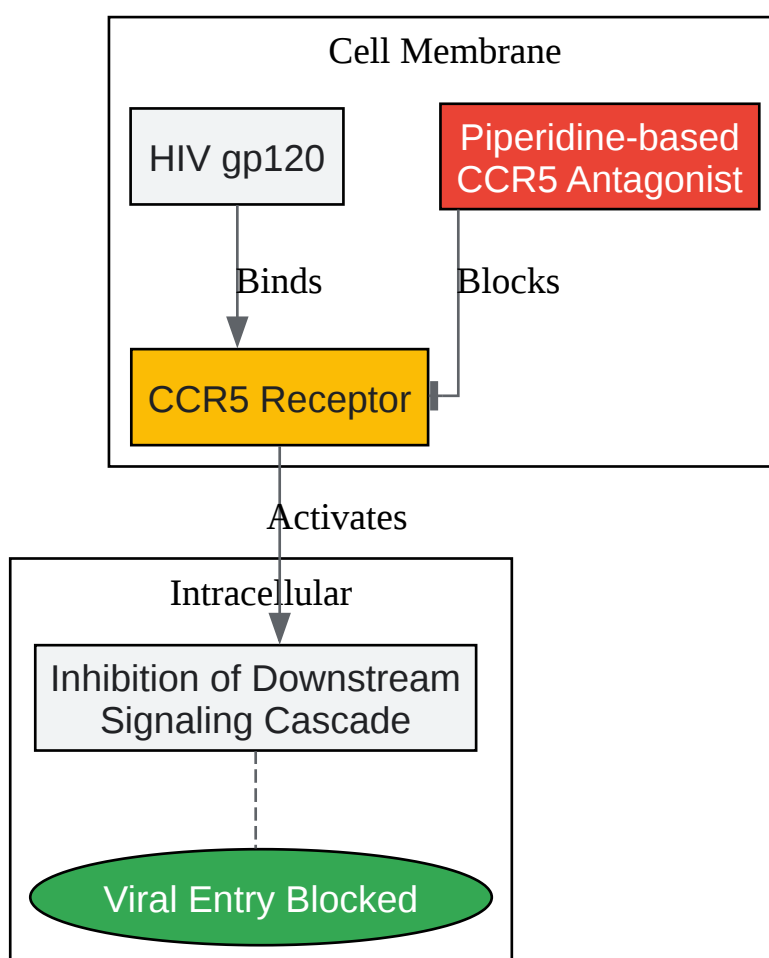 Cell Membrane
HIV gp120
Piperidine-based
CCR5 Antagonist
Binds
Blocks
CCR5 Receptor
Activates
Intracellular
Inhibition of Downstream
Signaling Cascade
Viral Entry Blocked